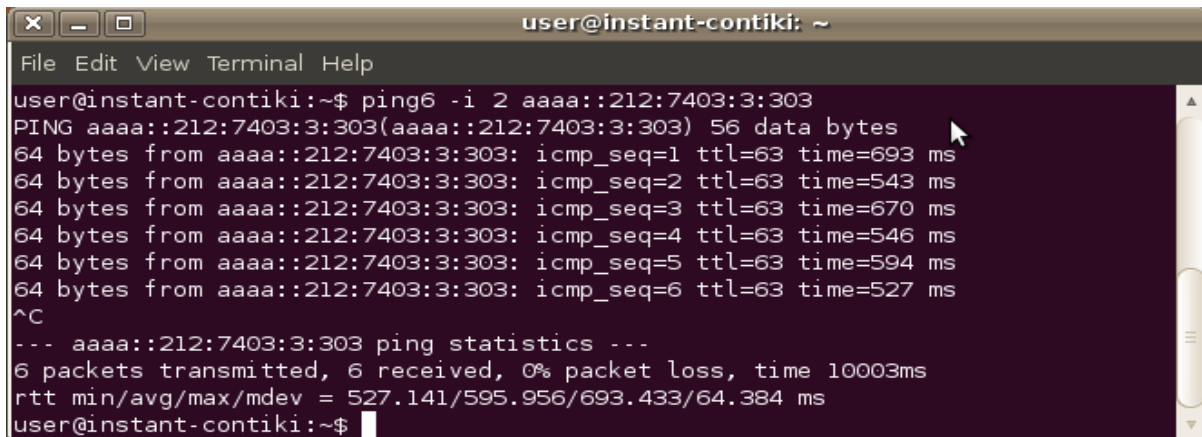 user@instant-contiki: ~
File Edit View Terminal Help
user@instant-contiki:~$ ping6 -i 2 aaaa::212:7403:3:303
PING aaaa::212:7403:3:303(aaaa::212:7403:3:303) 56 data bytes
64 bytes from aaaa::212:7403:3:303: icmp_seq=1 ttl=63 time=693 ms
64 bytes from aaaa::212:7403:3:303: icmp_seq=2 ttl=63 time=543 ms
64 bytes from aaaa::212:7403:3:303: icmp_seq=3 ttl=63 time=670 ms
64 bytes from aaaa::212:7403:3:303: icmp_seq=4 ttl=63 time=546 ms
64 bytes from aaaa::212:7403:3:303: icmp_seq=5 ttl=63 time=594 ms
64 bytes from aaaa::212:7403:3:303: icmp_seq=6 ttl=63 time=527 ms
^C
--- aaaa::212:7403:3:303 ping statistics ---
6 packets transmitted, 6 received, 0% packet loss, time 10003ms
rtt min/avg/max/mdev = 527.141/595.956/693.433/64.384 ms
user@instant-contiki:~$